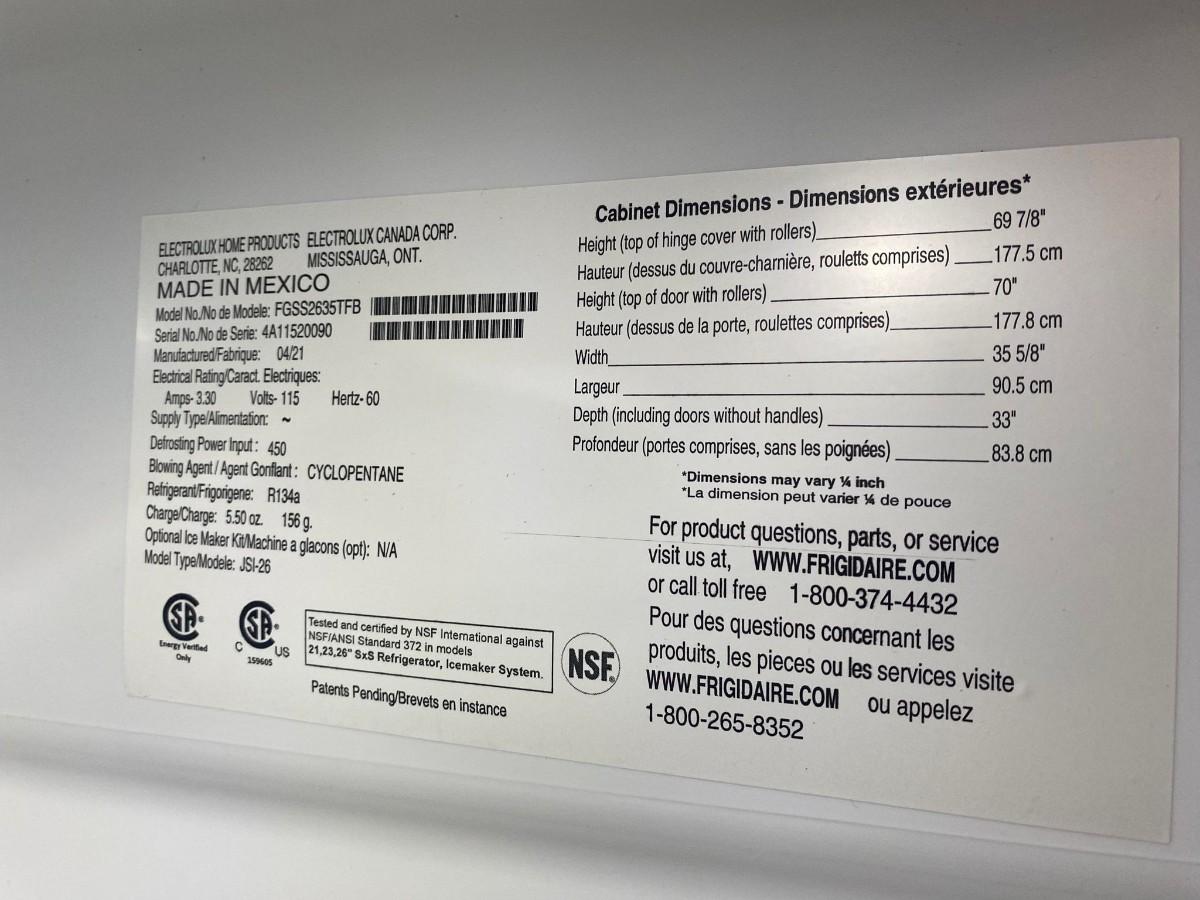 ELECTROLUX HOME PRODUCTS ELECTROLUX CANADA CORP.
CHARLOTTE, NC, 28262 MISSISSAUGA, ONT.
MADE IN MEXICO
Model No./No de Modele: FGSS2635TFB
Serial No./No de Serie: 4A11520090
Manufactured/Fabrique: 04/21
Electrical Rating/Caract. Electriques:
Amps- 3.30 Volts- 115 Hertz- 60
Supply Type/Alimentation: ~
Defrosting Power Input : 450
Blowing Agent / Agent Gonflant : CYCLOPENTANE
Refrigerant/Frigorigene: R134a
Charge/Charge: 5.50 oz. 156 g.
Optional Ice Maker Kit/Machine a glacons (opt): N/A
Model Type/Modele: JSI-26
SA
Energy Verified
Only
SA
C US
159605
Tested and certified by NSF International against
NSF/ANSI Standard 372 in models
21,23,26" SxS Refrigerator, Icemaker System.
NSF®
Patents Pending/Brevets en instance
Cabinet Dimensions - Dimensions extérieures*
Height (top of hinge cover with rollers) 69 7/8"
Hauteur (dessus du couvre-charnière, rouletts comprises) 177.5 cm
Height (top of door with rollers) 70"
Hauteur (dessus de la porte, roulettes comprises) 177.8 cm
Width 35 5/8"
Largeur 90.5 cm
Depth (including doors without handles) 33"
Profondeur (portes comprises, sans les poignées) 83.8 cm
*Dimensions may vary ¼ inch
*La dimension peut varier ¼ de pouce
For product questions, parts, or service
visit us at, WWW.FRIGIDAIRE.COM
or call toll free 1-800-374-4432
Pour des questions concernant les
produits, les pieces ou les services visite
WWW.FRIGIDAIRE.COM ou appelez
1-800-265-8352